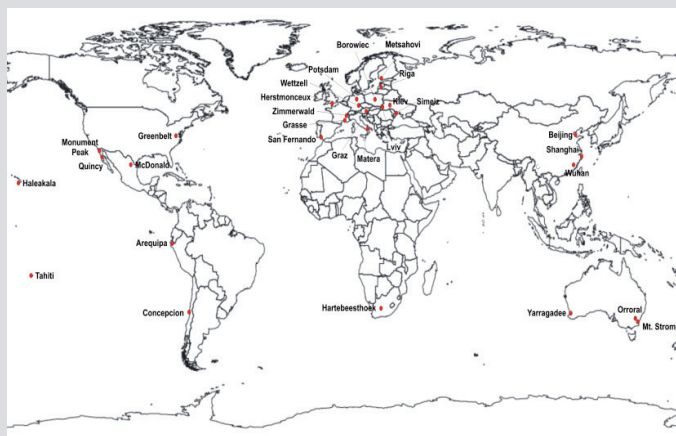 Borowiec
Metsahovi
Potsdam
Riga
Wettzell
Herstmonceux
Kiev
Simeiz
Zimmerwald
Grasse
San Fernando
Graz
Matera
Lviv
Greenbelt
Monument
Peak
Quincy
McDonald
Haleakala
Beijing
Shanghai
Wuhan
Arequipa
Tahiti
Concepcion
Hartebeesthoek
Yarragadee
Orroral
Mt. Stromlo